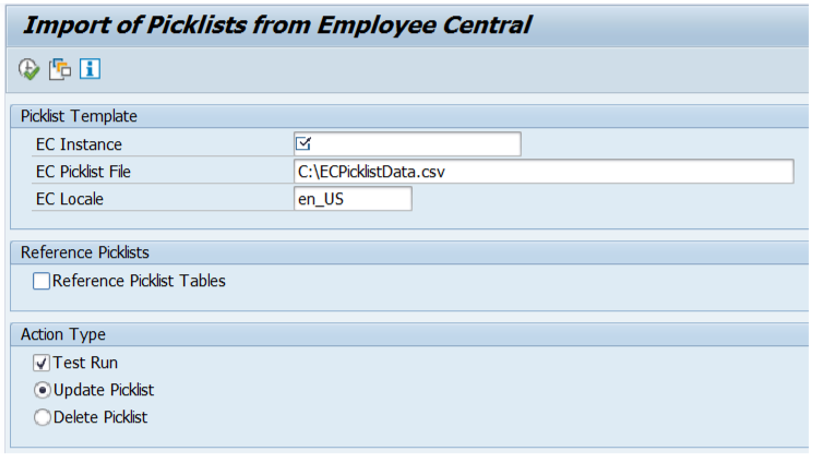 Import of Picklists from Employee Central
Picklist Template
EC Instance
EC Picklist File C:\ECPicklistData.csv
EC Locale en_US
Reference Picklists
Reference Picklist Tables
Action Type
Test Run
Update Picklist
Delete Picklist